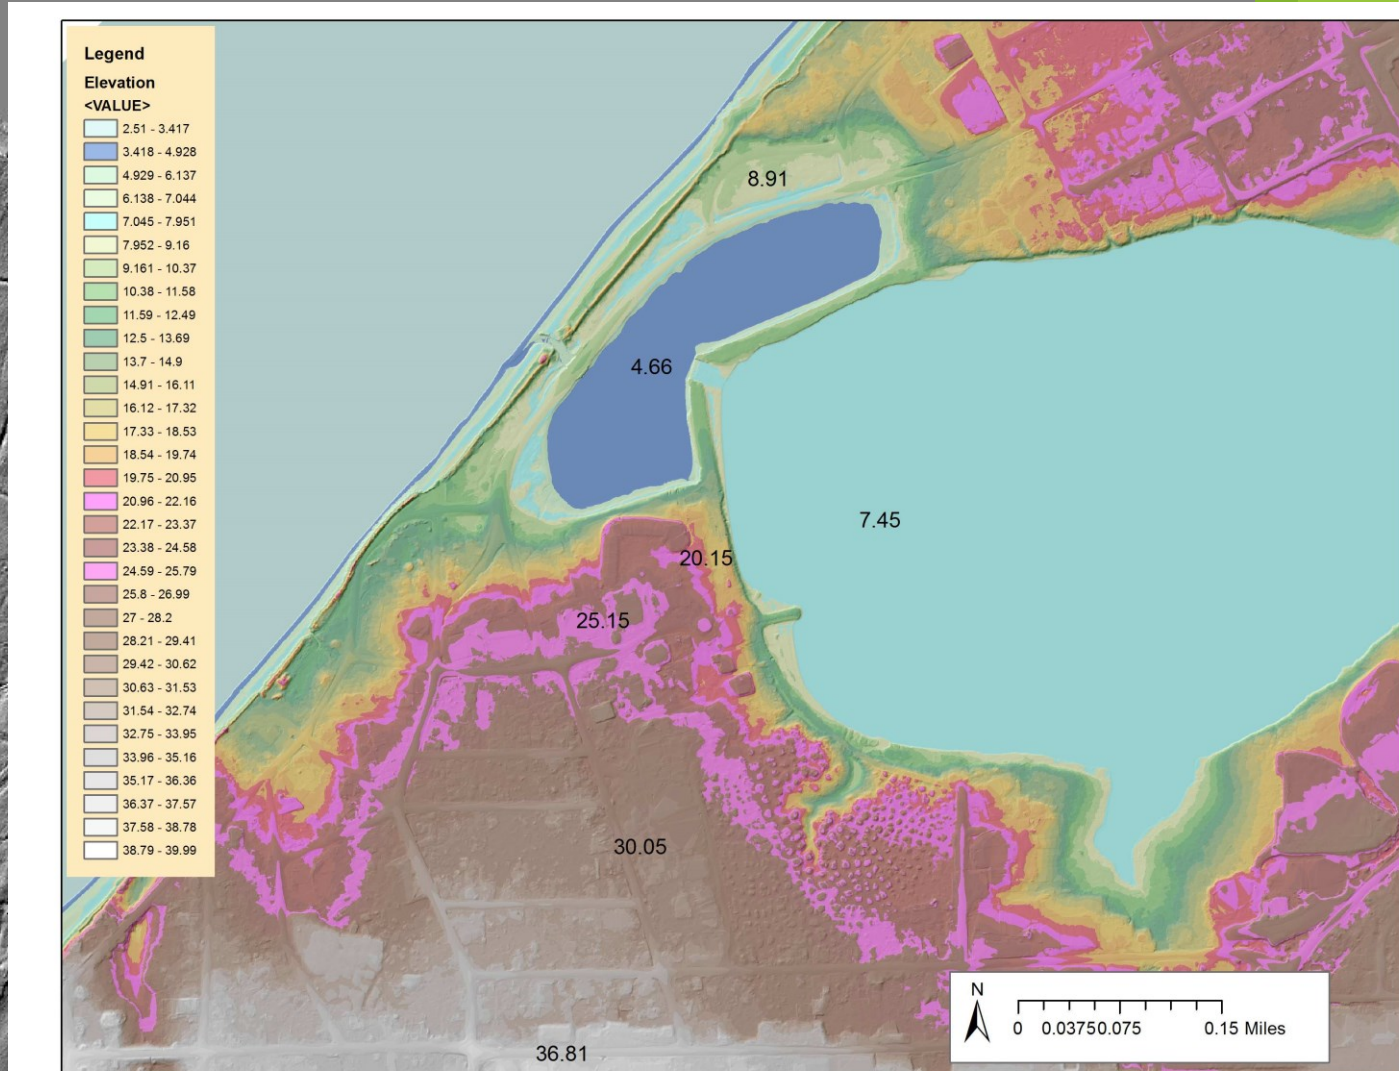 Legend
Elevation
<VALUE>
2.51 - 3.417
3.418 - 4.928
4.929 - 6.137
6.138 - 7.044
7.045 - 7.951
7.952 - 9.16
9.161 - 10.37
10.38 - 11.58
11.59 - 12.49
12.5 - 13.69
13.7 - 14.9
14.91 - 16.11
16.12 - 17.32
17.33 - 18.53
18.54 - 19.74
19.75 - 20.95
20.96 - 22.16
22.17 - 23.37
23.38 - 24.58
24.59 - 25.79
25.8 - 26.99
27 - 28.2
28.21 - 29.41
29.42 - 30.62
30.63 - 31.53
31.54 - 32.74
32.75 - 33.95
33.96 - 35.16
35.17 - 36.36
36.37 - 37.57
37.58 - 38.78
38.79 - 39.99
8.91
4.66
7.45
20.15
25.15
30.05
36.81
N
0 0.0375 0.075 0.15 Miles